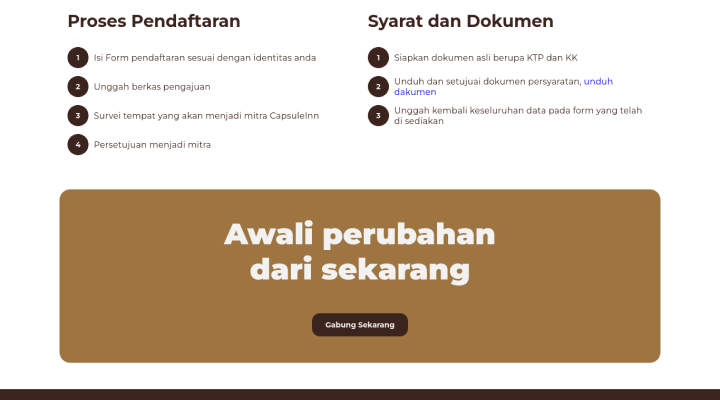 Proses Pendaftaran
1 Isi Form pendaftaran sesuai dengan identitas anda
2 Unggah berkas pengajuan
3 Survei tempat yang akan menjadi mitra CapsuleInn
4 Persetujuan menjadi mitra
Syarat dan Dokumen
1 Siapkan dokumen asli berupa KTP dan KK
2 Unduh dan setujuai dokumen persyaratan, unduh
dakumen
3 Unggah kembali keseluruhan data pada form yang telah
di sediakan
Awali perubahan
dari sekarang
Gabung Sekarang